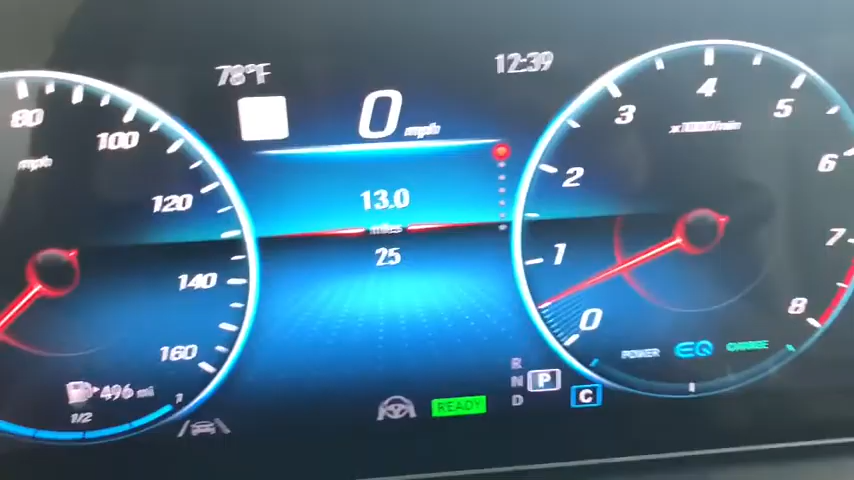 78°F
12:39
0 mph
13.0
miles
25
80
100
mph
120
140
160
496 mi
1/2
1
0
1
2
3
4
5
6
7
8
x1000/min
POWER
EQ
CHARGE
READY
R
N
P
D
C